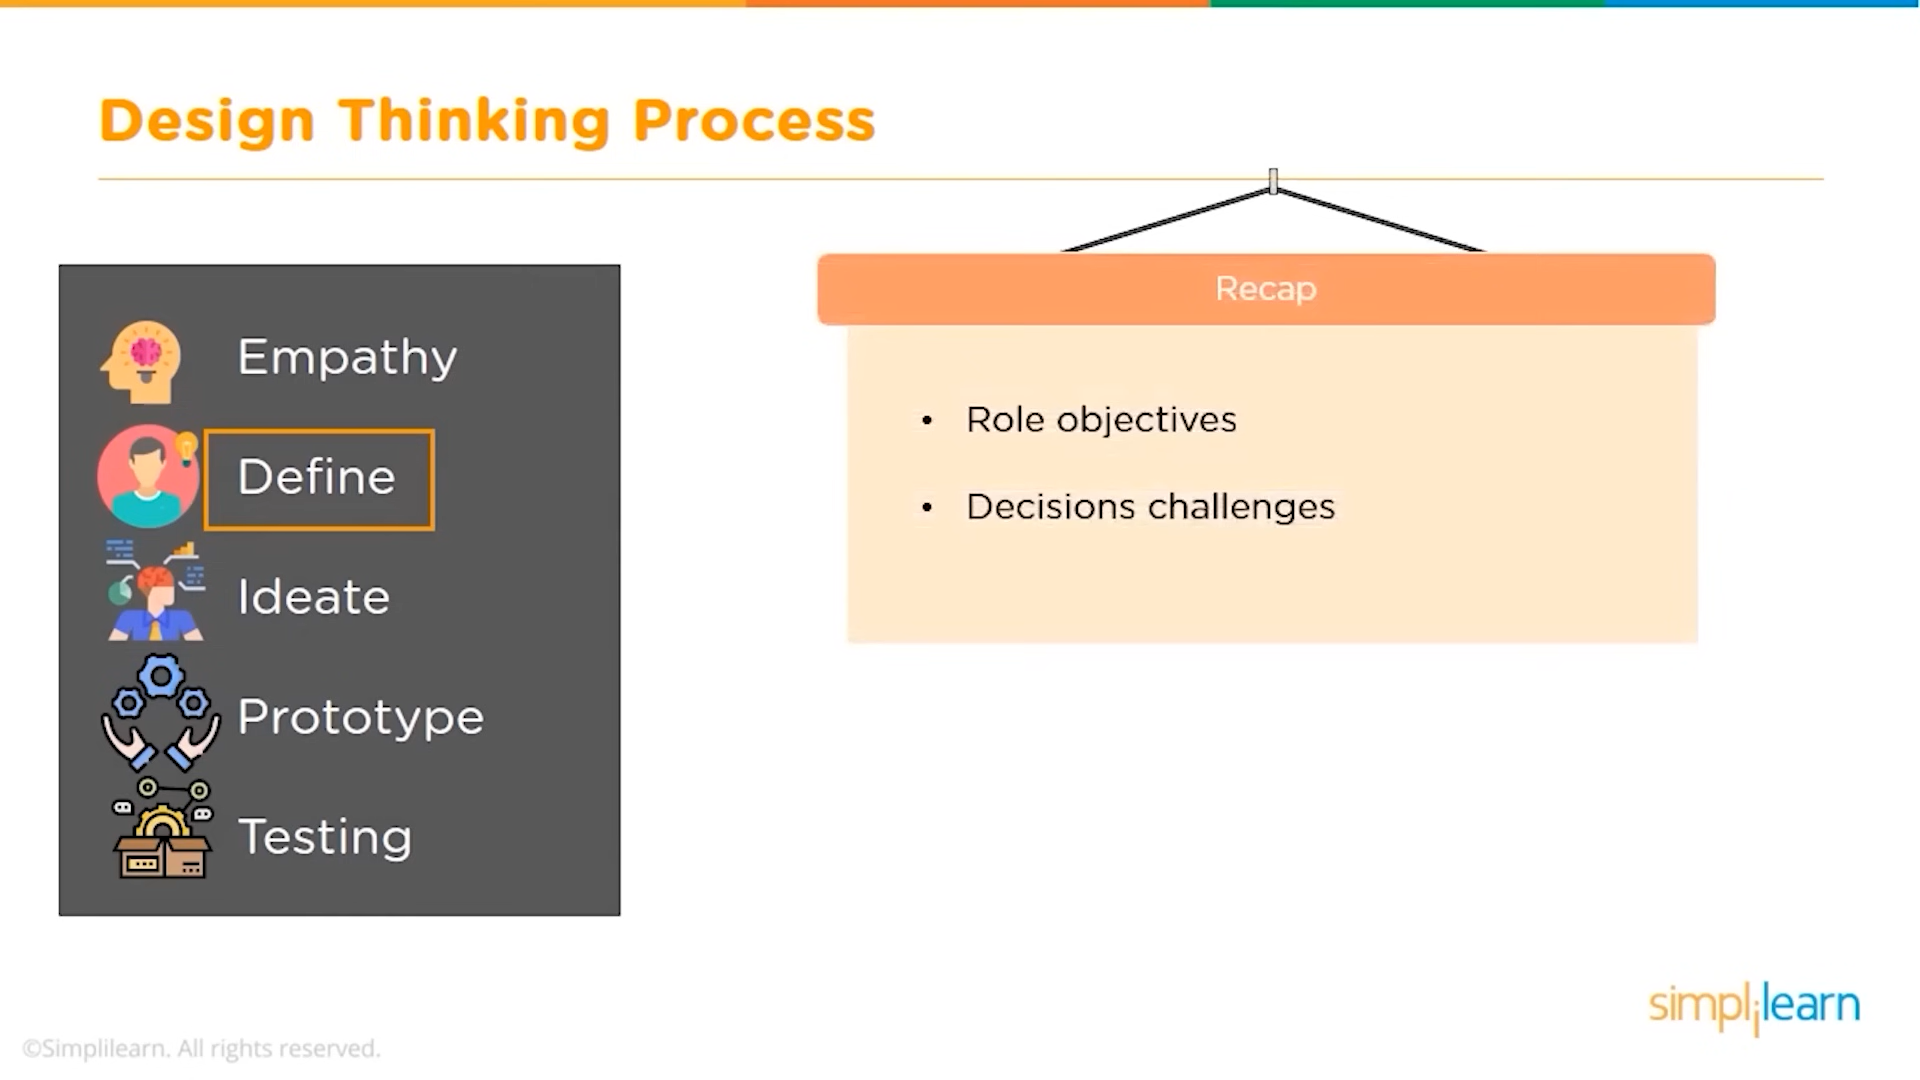 Design Thinking Process
Empathy
Define
Ideate
Prototype
Testing
Recap
• Role objectives
• Decisions challenges
simplilearn
©Simplilearn. All rights reserved.